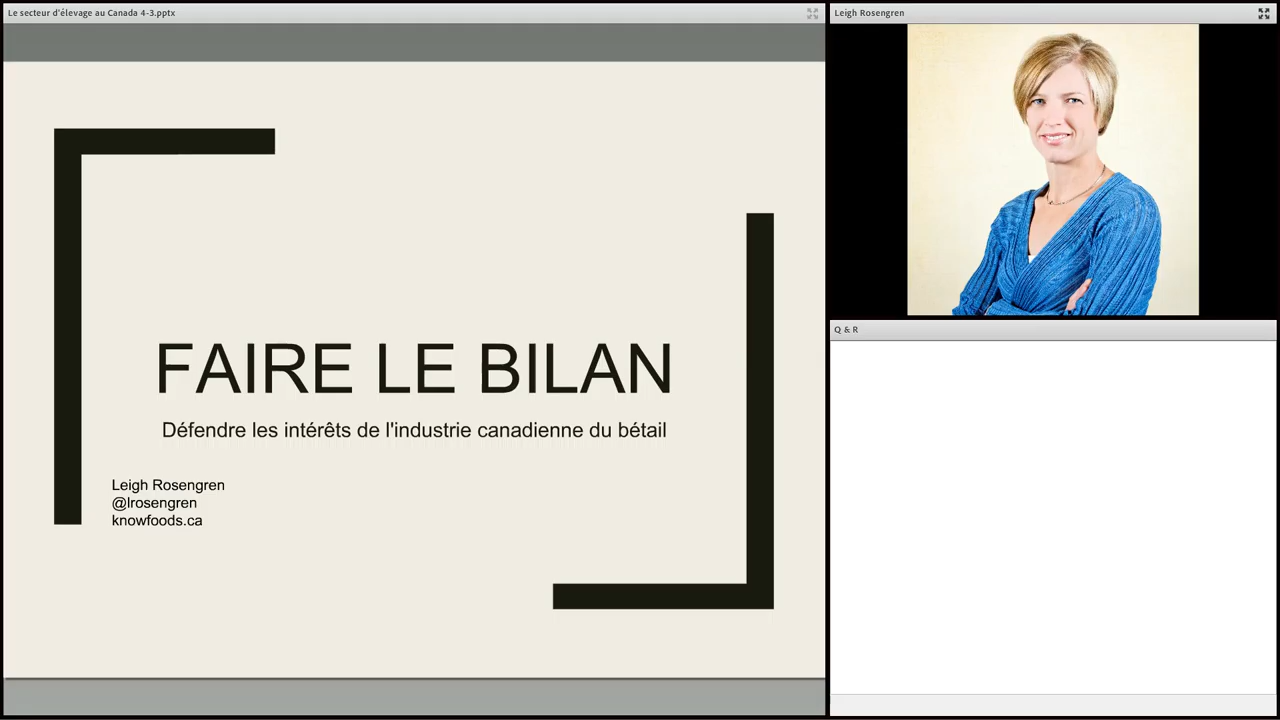 Le secteur d'élevage au Canada 4-3.pptx
Leigh Rosengren
FAIRE LE BILAN
Défendre les intérêts de l'industrie canadienne du bétail
Leigh Rosengren
@lrosengren
knowfoods.ca
Q & R